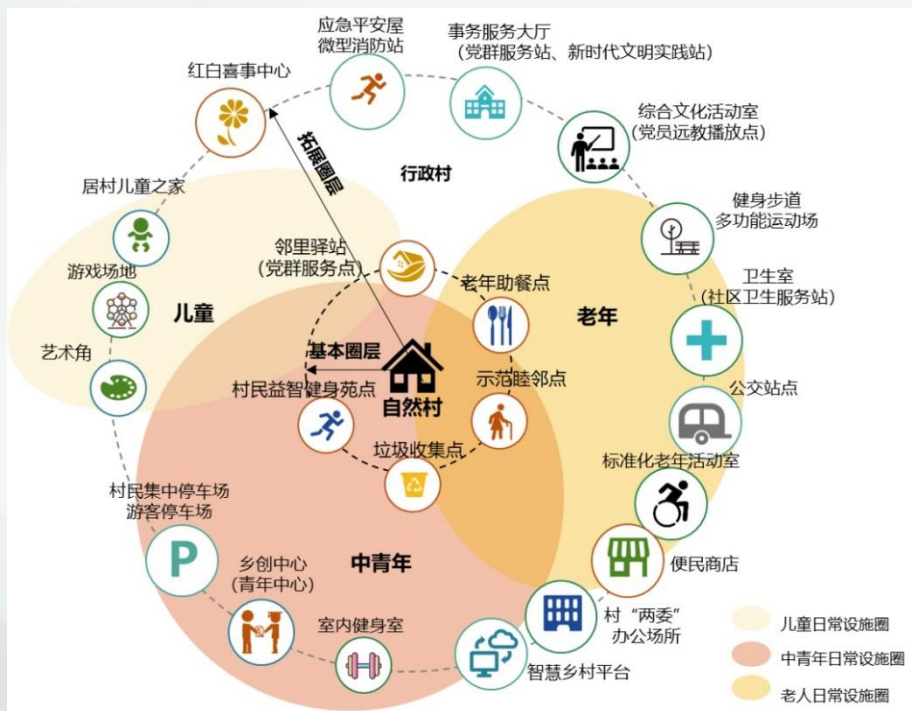 应急平安屋
微型消防站
事务服务大厅
（党群服务站、新时代文明实践站）
红白喜事中心
综合文化活动室
（党员远教播放点）
拓展圈层
行政村
居村儿童之家
健身步道
多功能运动场
邻里驿站
（党群服务点）
游戏场地
老年助餐点
卫生室
（社区卫生服务站）
儿童
老年
艺术角
基本圈层
示范睦邻点
公交站点
村民益智健身苑点
自然村
垃圾收集点
标准化老年活动室
村民集中停车场
游客停车场
P
乡创中心
（青年中心）
中青年
便民商店
室内健身室
村“两委”
办公场所
智慧乡村平台
儿童日常设施圈
中青年日常设施圈
老人日常设施圈